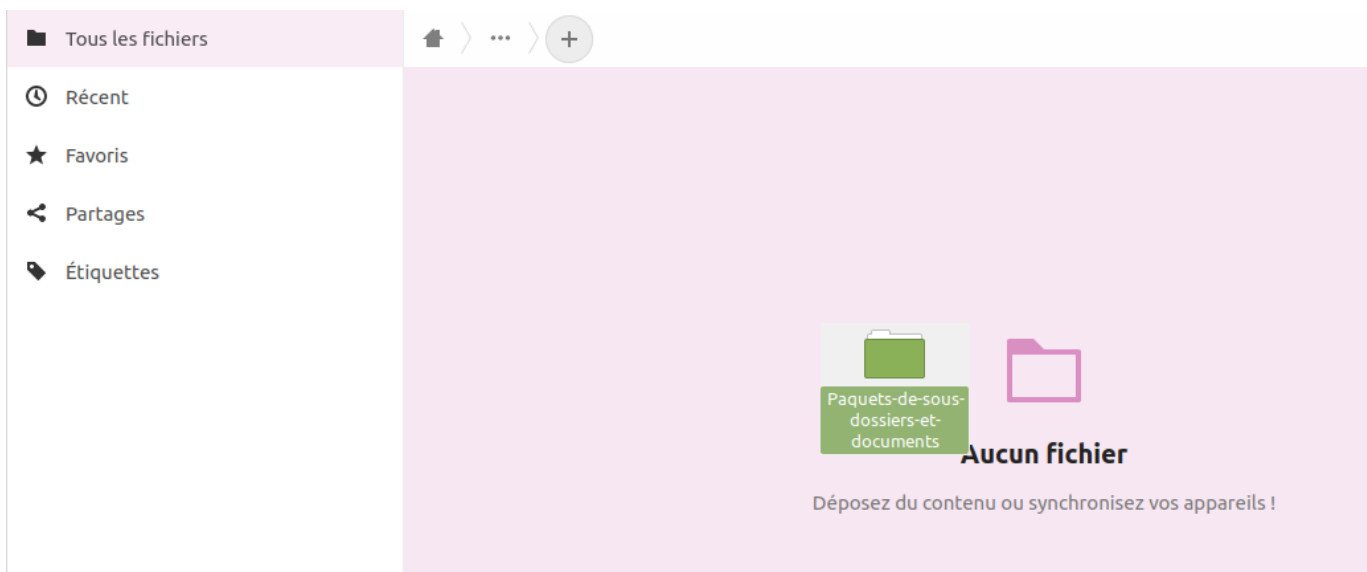 Tous les fichiers
Récent
Favoris
Partages
Étiquettes
Paquets-de-sous-
dossiers-et-
documents
Aucun fichier
Déposez du contenu ou synchronisez vos appareils !